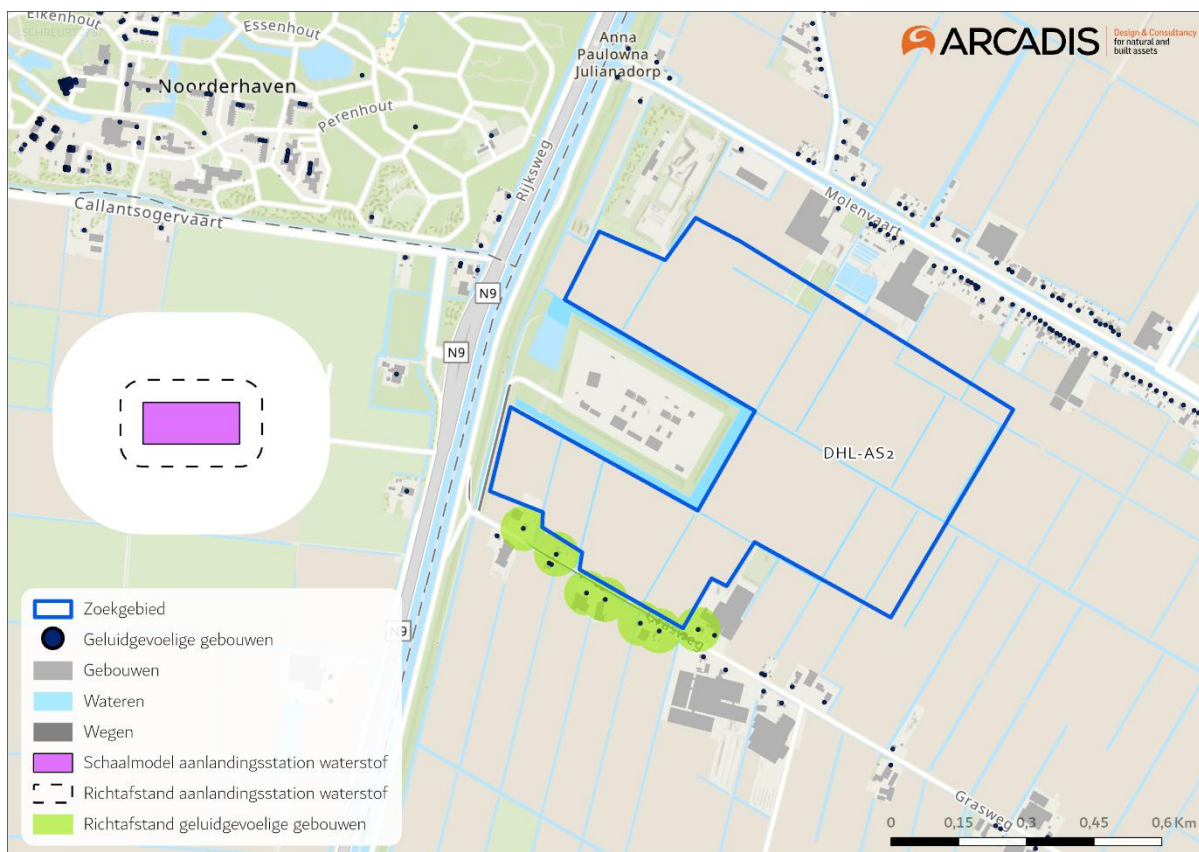 Eikenhout
SCHREURTZ737
Essenhout
Noorderhaven
Perenhout
Callantsogervaart
Rijksweg
Anna
Paulowna
Julianadorp
ARCADIS
Design & Consultancy
for natural and
built assets
Molenvaart
N9
N9
DHL-AS2
Grasweg
N9
Zoekgebied
Geluidgevoelige gebouwen
Gebouwen
Wateren
Wegen
Schaalmodel aanlandingsstation waterstof
Richtafstand aanlandingsstation waterstof
Richtafstand geluidgevoelige gebouwen
Grasweg
0 0,15 0,3 0,45 0,6 Km